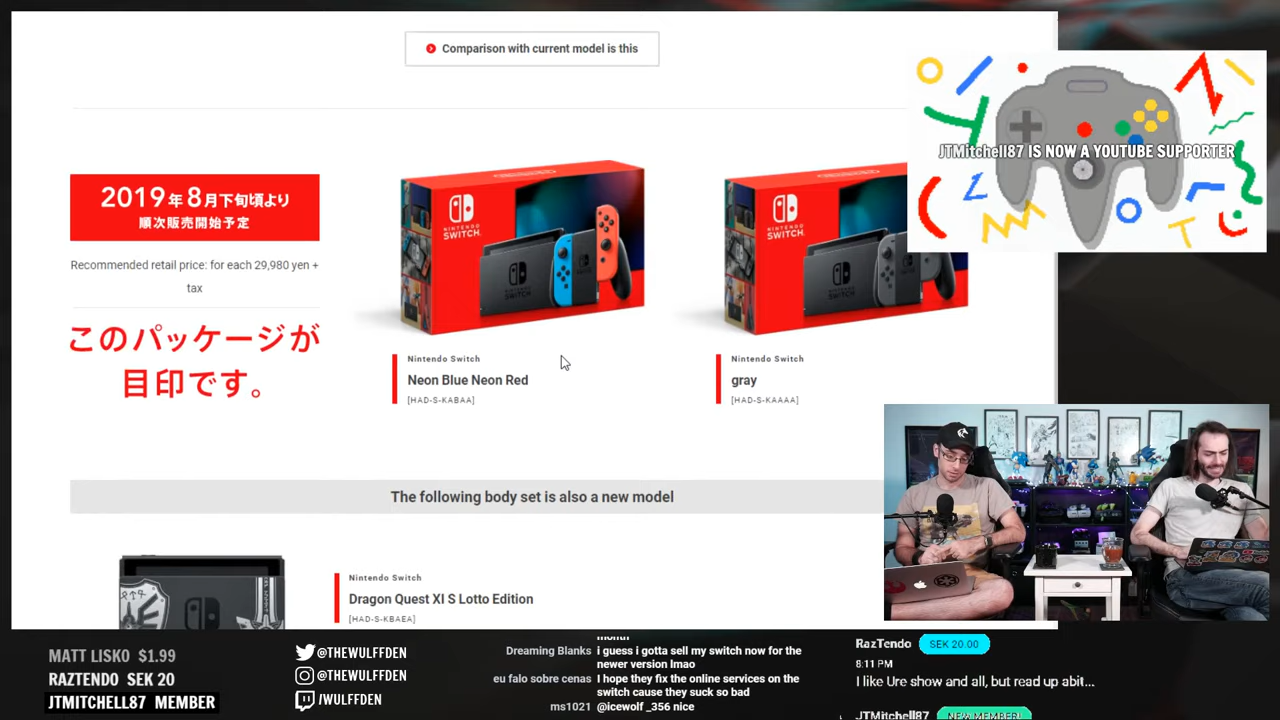 Comparison with current model is this
JTMitchell87 IS NOW A YOUTUBE SUPPORTER
2019年8月下旬頃より
順次販売開始予定
Recommended retail price: for each 29,980 yen +
tax
このパッケージが
目印です。
NINTENDO
SWITCH
NINTENDO
SWITCH
Nintendo Switch
Neon Blue Neon Red
[HAD-S-KABAA]
Nintendo Switch
gray
[HAD-S-KAAAA]
The following body set is also a new model
Nintendo Switch
Dragon Quest XI S Lotto Edition
[HAD-S-KBAEA]
MATT LISKO $1.99
RAZTENDO SEK 20
JTMITCHELL87 MEMBER
@THEWULFFDEN
@THEWULFFDEN
/WULFFDEN
month
Dreaming Blanks i guess i gotta sell my switch now for the
newer version lmao
eu falo sobre cenas I hope they fix the online services on the
switch cause they suck so bad
ms1021 @icewolf _356 nice
RazTendo SEK 20.00
8:11 PM
I like Ure show and all, but read up abit...
JTMitchell87 NEW MEMBER!